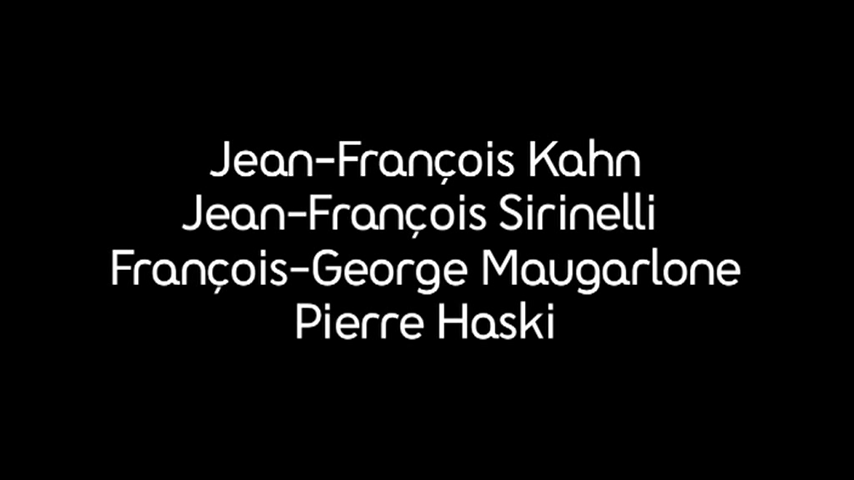 Jean-François Kahn
Jean-François Sirinelli
François-George Maugarlone
Pierre Haski